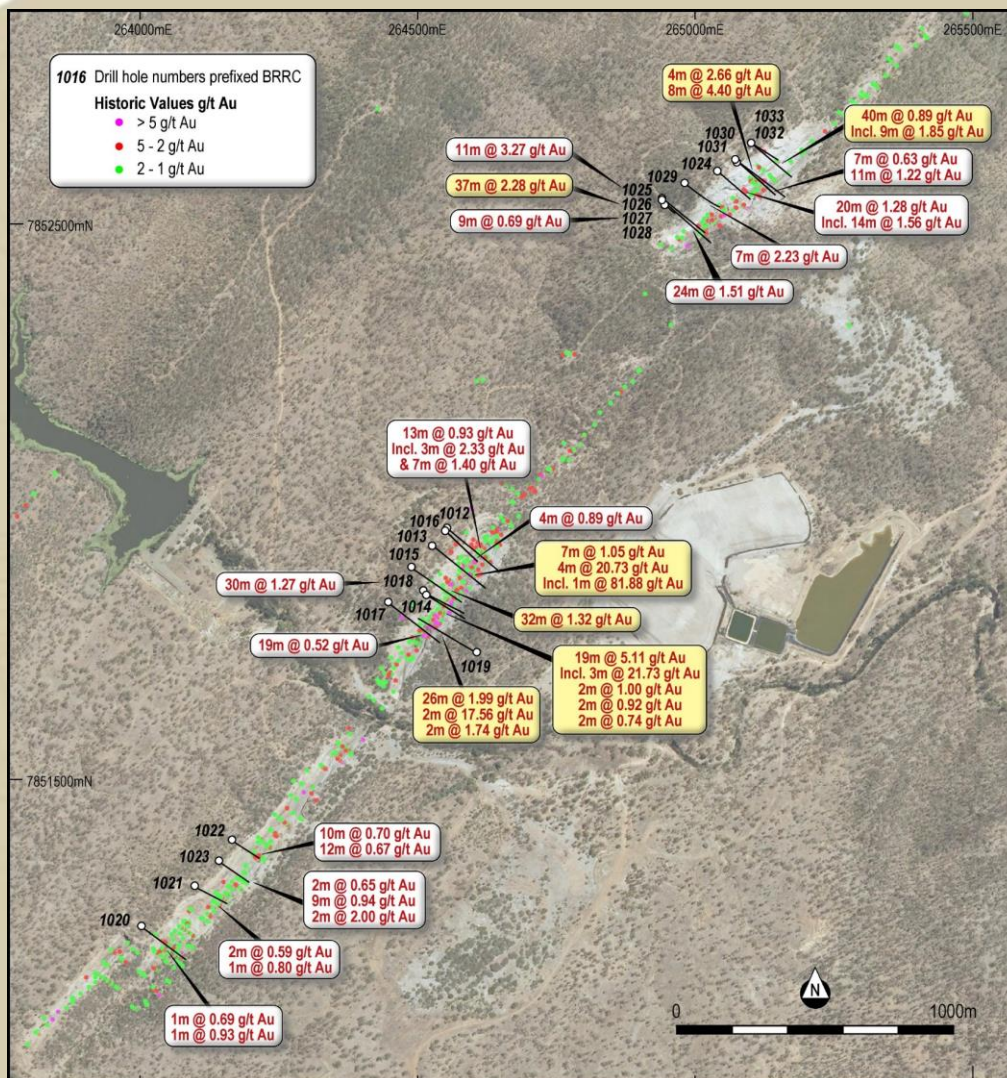 264000mE
264500mE
265000mE
265500mE
1016 Drill hole numbers prefixed BRRC
Historic Values g/t Au
> 5 g/t Au
5 - 2 g/t Au
2 - 1 g/t Au
4m @ 2.66 g/t Au
8m @ 4.40 g/t Au
1033
1032
1030
1031
1024
1029
40m @ 0.89 g/t Au
Incl. 9m @ 1.85 g/t Au
11m @ 3.27 g/t Au
37m @ 2.28 g/t Au
9m @ 0.69 g/t Au
1025
1026
1027
1028
7m @ 0.63 g/t Au
11m @ 1.22 g/t Au
20m @ 1.28 g/t Au
Incl. 14m @ 1.56 g/t Au
7852500mN
7m @ 2.23 g/t Au
24m @ 1.51 g/t Au
13m @ 0.93 g/t Au
Incl. 3m @ 2.33 g/t Au
& 7m @ 1.40 g/t Au
1012
1016
1013
1015
1018
1014
1017
4m @ 0.89 g/t Au
7m @ 1.05 g/t Au
4m @ 20.73 g/t Au
Incl. 1m @ 81.88 g/t Au
30m @ 1.27 g/t Au
32m @ 1.32 g/t Au
19m @ 0.52 g/t Au
1019
19m @ 5.11 g/t Au
Incl. 3m @ 21.73 g/t Au
2m @ 1.00 g/t Au
2m @ 0.92 g/t Au
2m @ 0.74 g/t Au
26m @ 1.99 g/t Au
2m @ 17.56 g/t Au
2m @ 1.74 g/t Au
7851500mN
1022
1023
1021
1020
10m @ 0.70 g/t Au
12m @ 0.67 g/t Au
2m @ 0.65 g/t Au
9m @ 0.94 g/t Au
2m @ 2.00 g/t Au
2m @ 0.59 g/t Au
1m @ 0.80 g/t Au
1m @ 0.69 g/t Au
1m @ 0.93 g/t Au
N
0
1000m